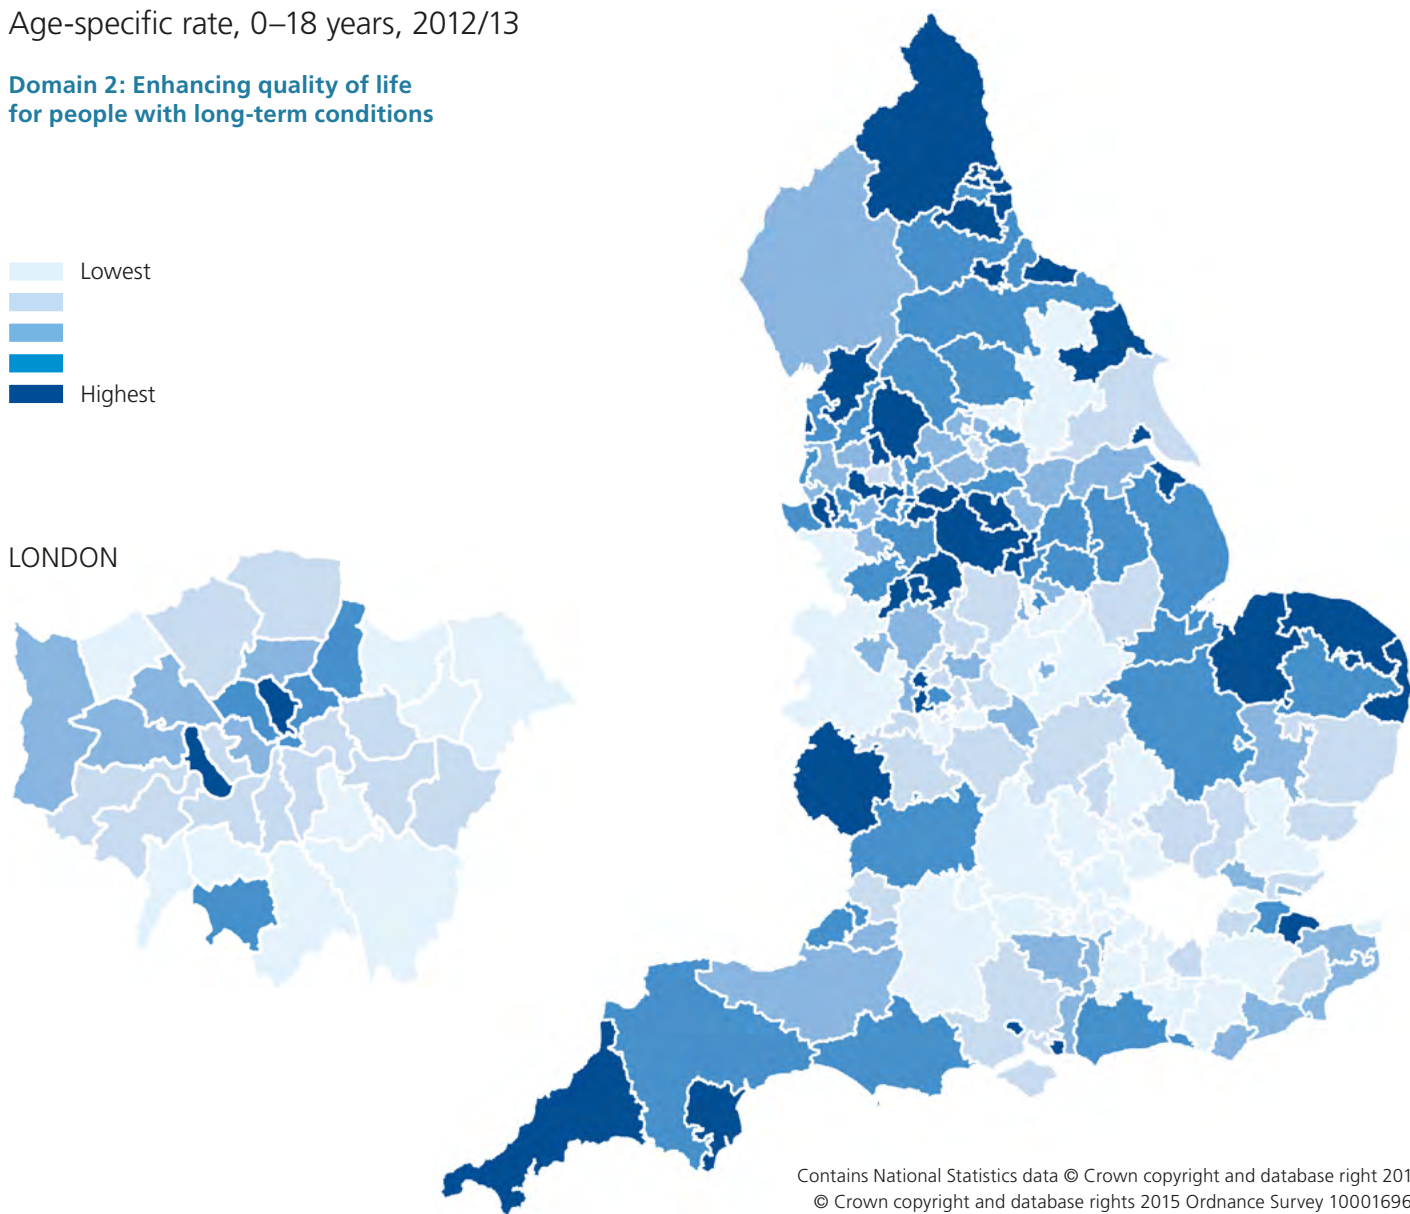 Age-specific rate, 0–18 years, 2012/13
Domain 2: Enhancing quality of life
for people with long-term conditions
Lowest
Highest
LONDON
Contains National Statistics data © Crown copyright and database right 201
© Crown copyright and database rights 2015 Ordnance Survey 10001696